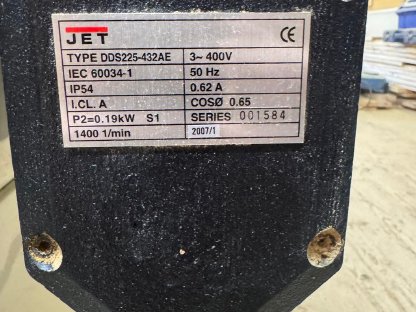 JET CE
TYPE DDS225-432AE 3~ 400V
IEC 60034-1 50 Hz
IP54 0.62 A
I.CL. A COSØ 0.65
P2=0.19kW S1 SERIES 001584
1400 1/min 2007/1